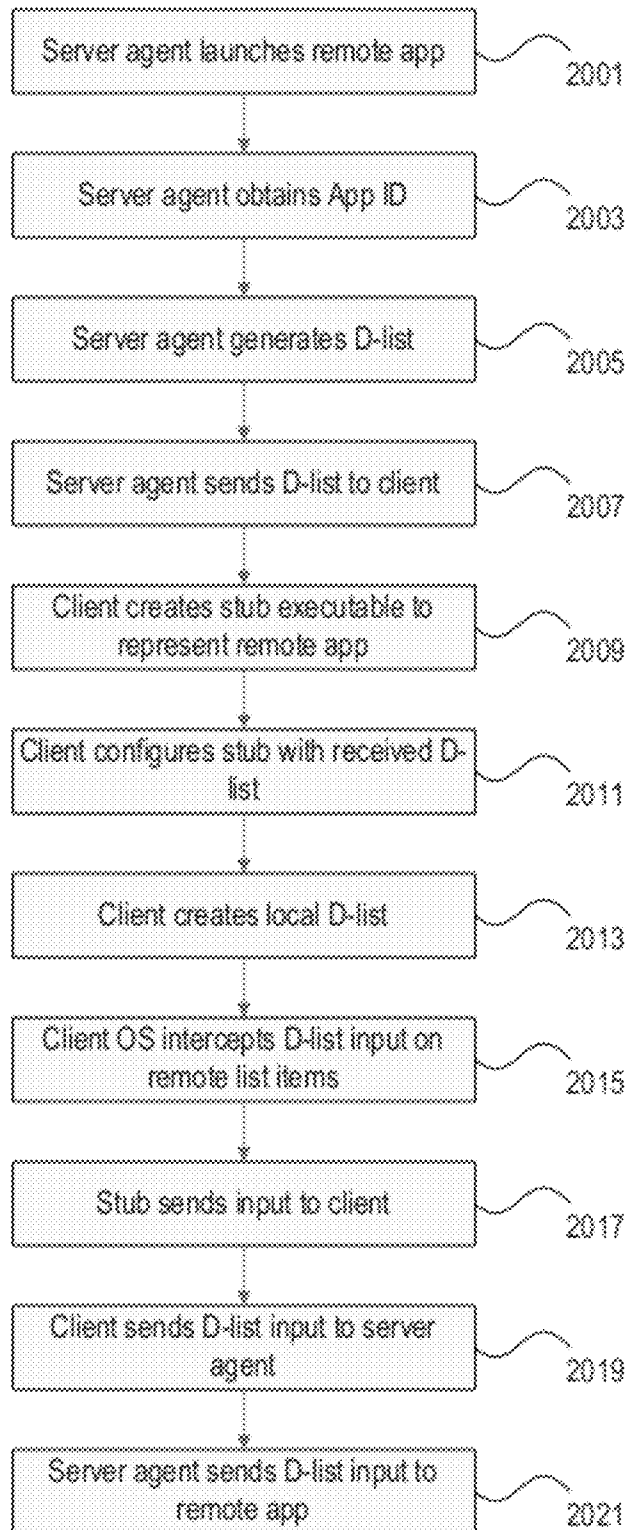 Server agent launches remote app
2001
Server agent obtains App ID
2003
Server agent generates D-list
2005
Server agent sends D-list to client
2007
Client creates stub executable to
represent remote app
2009
Client configures stub with received D-
list
2011
Client creates local D-list
2013
Client OS intercepts D-list input on
remote list items
2015
Stub sends input to client
2017
Client sends D-list input to server
agent
2019
Server agent sends D-list input to
remote app
2021